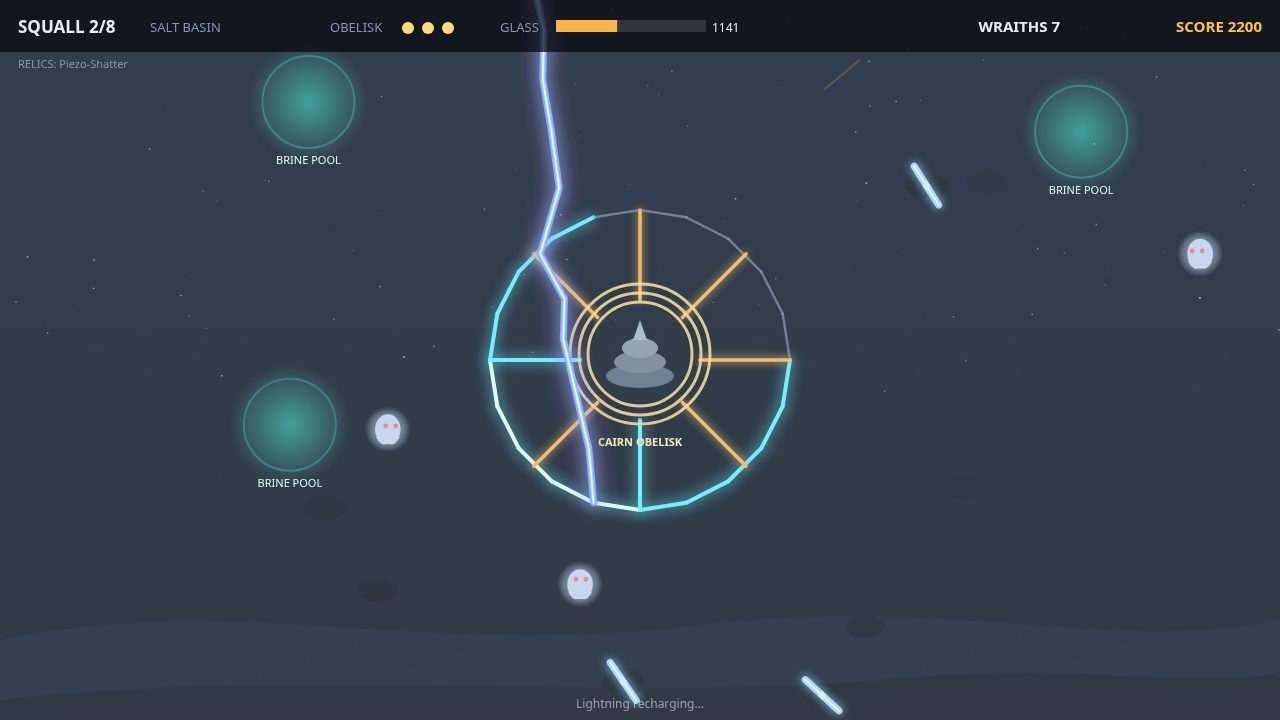 SQUALL 2/8
SALT BASIN
OBELISK
GLASS
1141
WRAITHS 7
SCORE 2200
RELICS: Piezo-Shatter
BRINE POOL
BRINE POOL
CAIRN OBELISK
BRINE POOL
Lightning recharging...